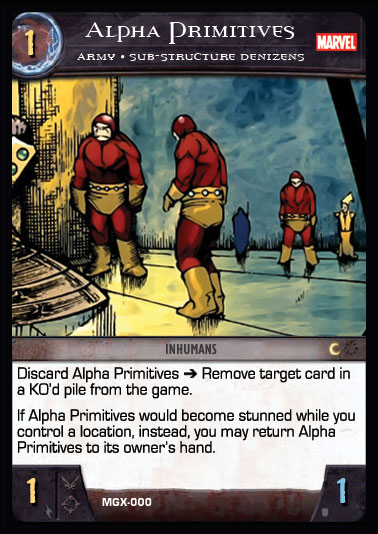 1
Alpha Primitives
MARVEL
Army • Sub-Structure Denizens
INHUMANS
C
Discard Alpha Primitives ➔ Remove target card in
a KO'd pile from the game.
If Alpha Primitives would become stunned while you
control a location, instead, you may return Alpha
Primitives to its owner's hand.
1
MGX-000
1